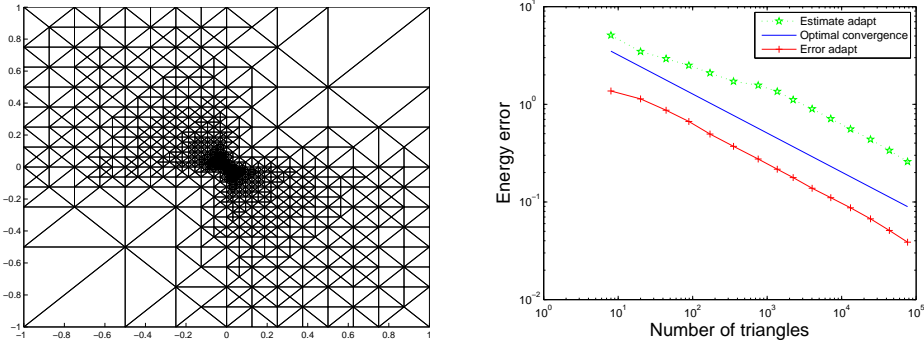 1
0.8
0.6
0.4
0.2
0
−0.2
−0.4
−0.6
−0.8
−1
−1 −0.8 −0.6 −0.4 −0.2 0 0.2 0.4 0.6 0.8 1
10^1
10^0
10^−1
10^−2
Energy error
Estimate adapt
Optimal convergence
Error adapt
10^0 10^1 10^2 10^3 10^4 10^5
Number of triangles